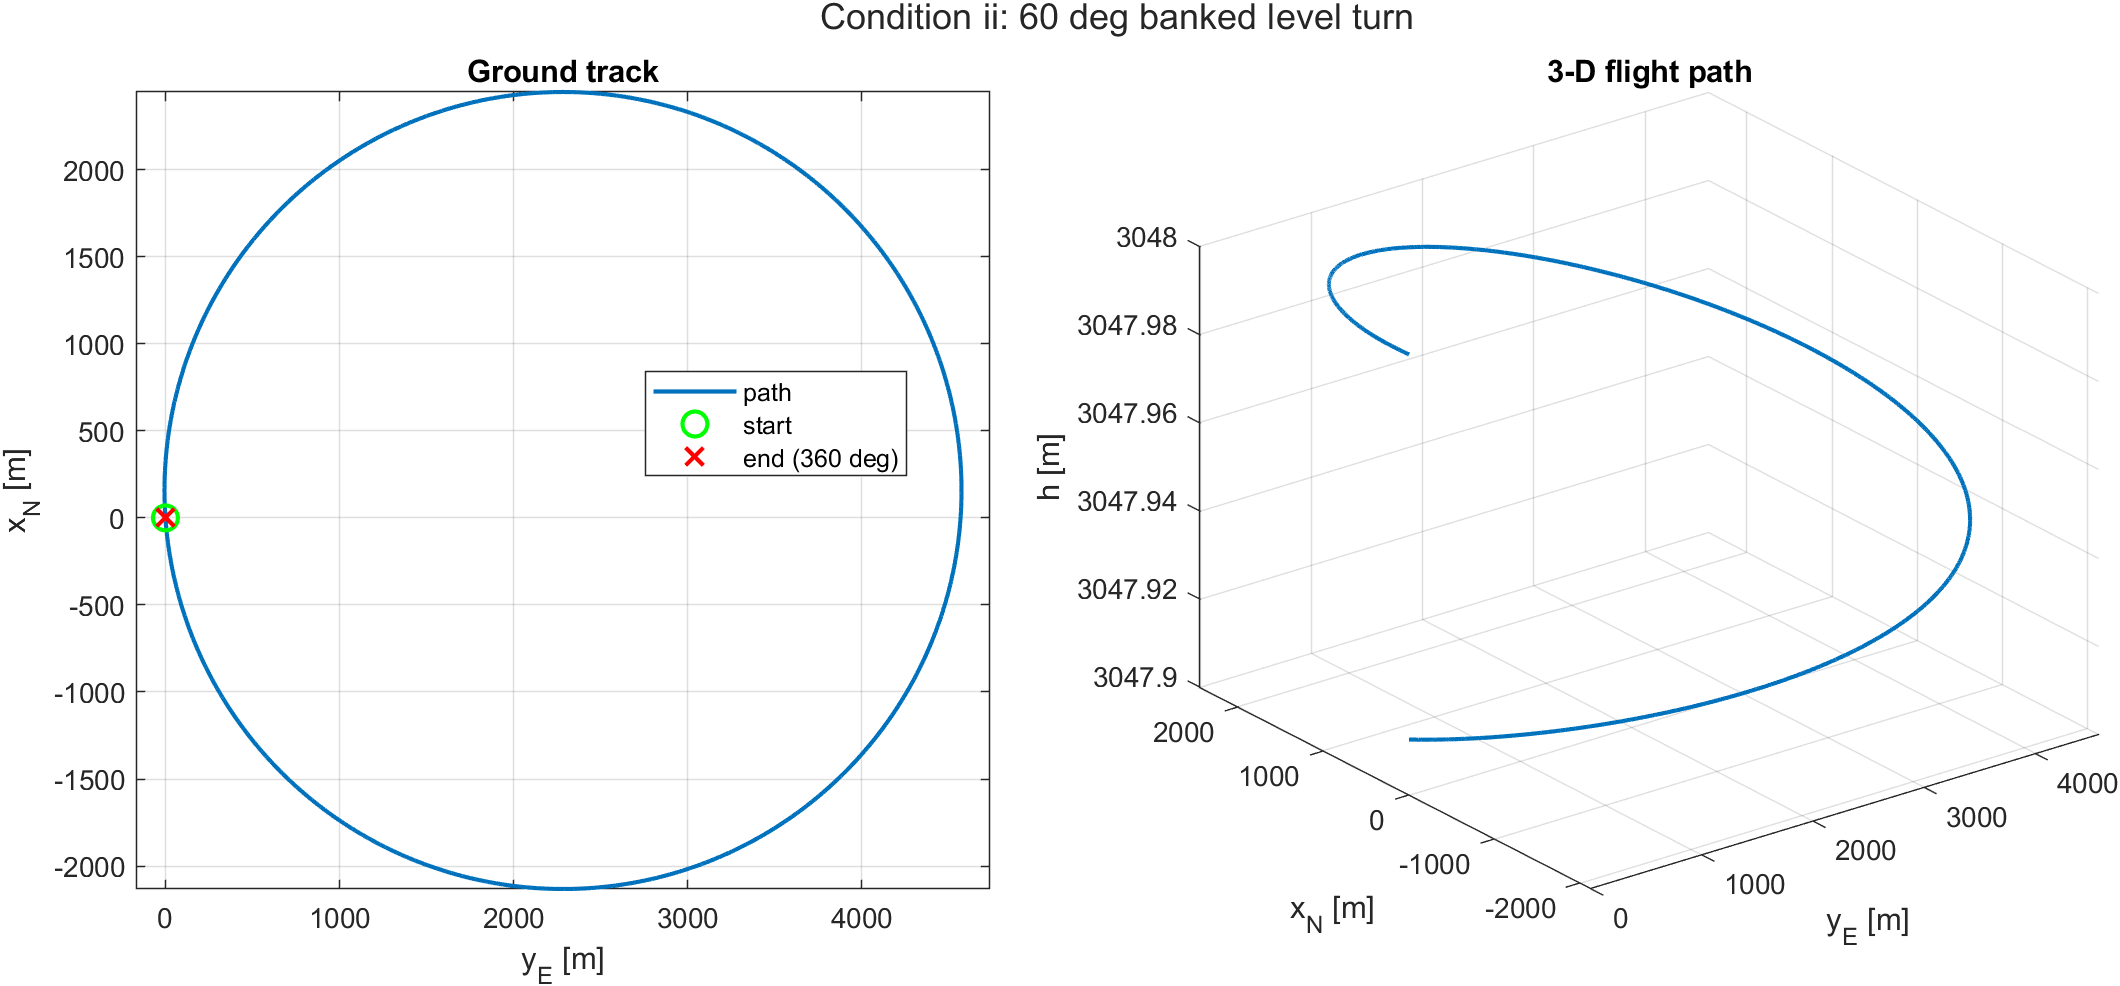 Condition ii: 60 deg banked level turn
Ground track
2000
1500
1000
500
0
-500
-1000
-1500
-2000
x_N [m]
0
1000
2000
3000
4000
y_E [m]
path
start
end (360 deg)
3-D flight path
3048
3047.98
3047.96
3047.94
3047.92
3047.9
h [m]
2000
1000
0
-1000
-2000
x_N [m]
0
1000
2000
3000
4000
y_E [m]